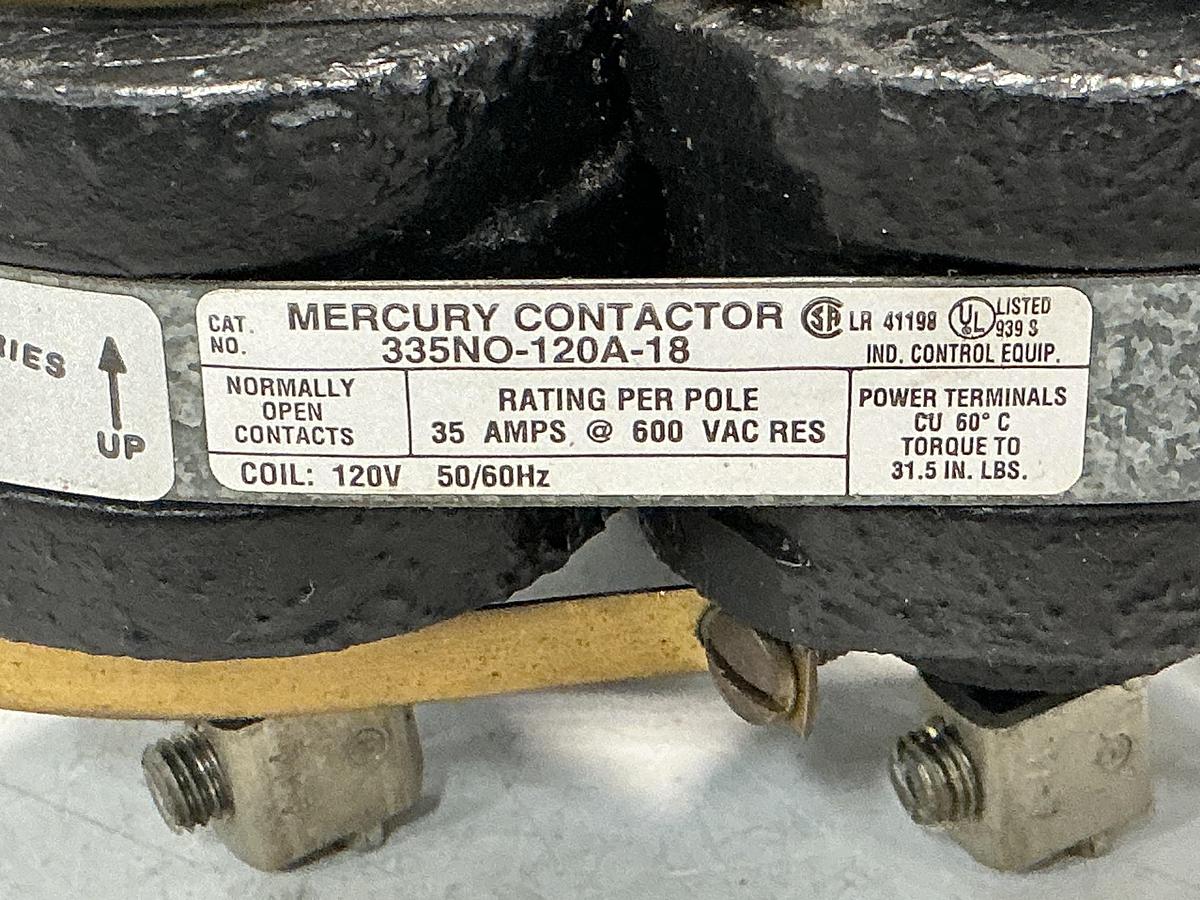 UP
CAT. NO.
MERCURY CONTACTOR
335NO-120A-18
SA LR 41198 UL LISTED
939 S
IND. CONTROL EQUIP.
NORMALLY
OPEN
CONTACTS
RATING PER POLE
35 AMPS. @ 600 VAC RES
POWER TERMINALS
CU 60° C
TORQUE TO
31.5 IN. LBS.
COIL: 120V 50/60Hz